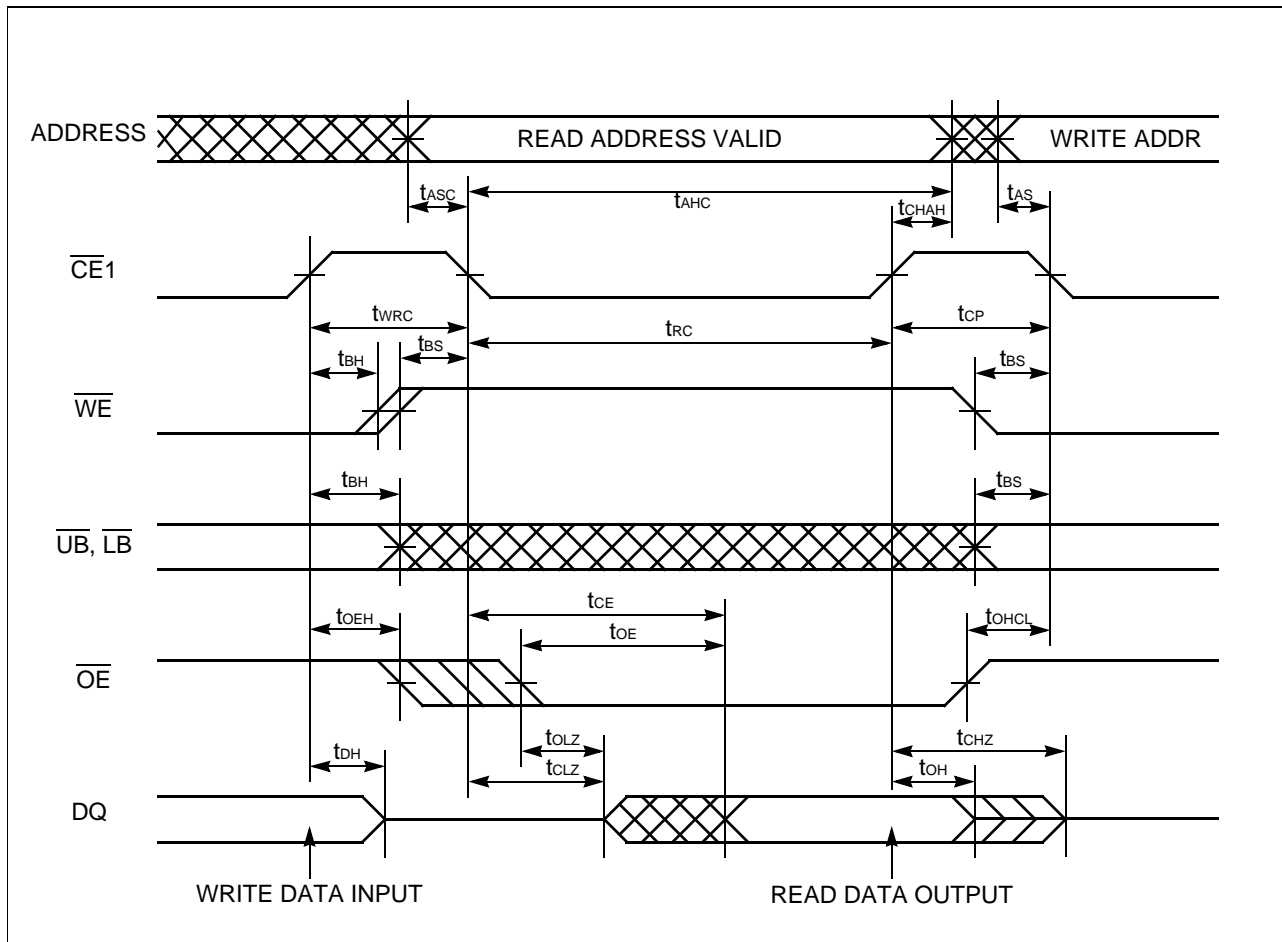 ADDRESS
READ ADDRESS VALID
WRITE ADDR
tASC
tAHC
tCHAH
tAS
CE1
tWRC
tRC
tCP
tBH
tBS
tBS
WE
tBH
tBS
UB, LB
tCE
tOEH
tOE
tOHCL
OE
tDH
tOLZ
tCLZ
tCHZ
tOH
DQ
WRITE DATA INPUT
READ DATA OUTPUT